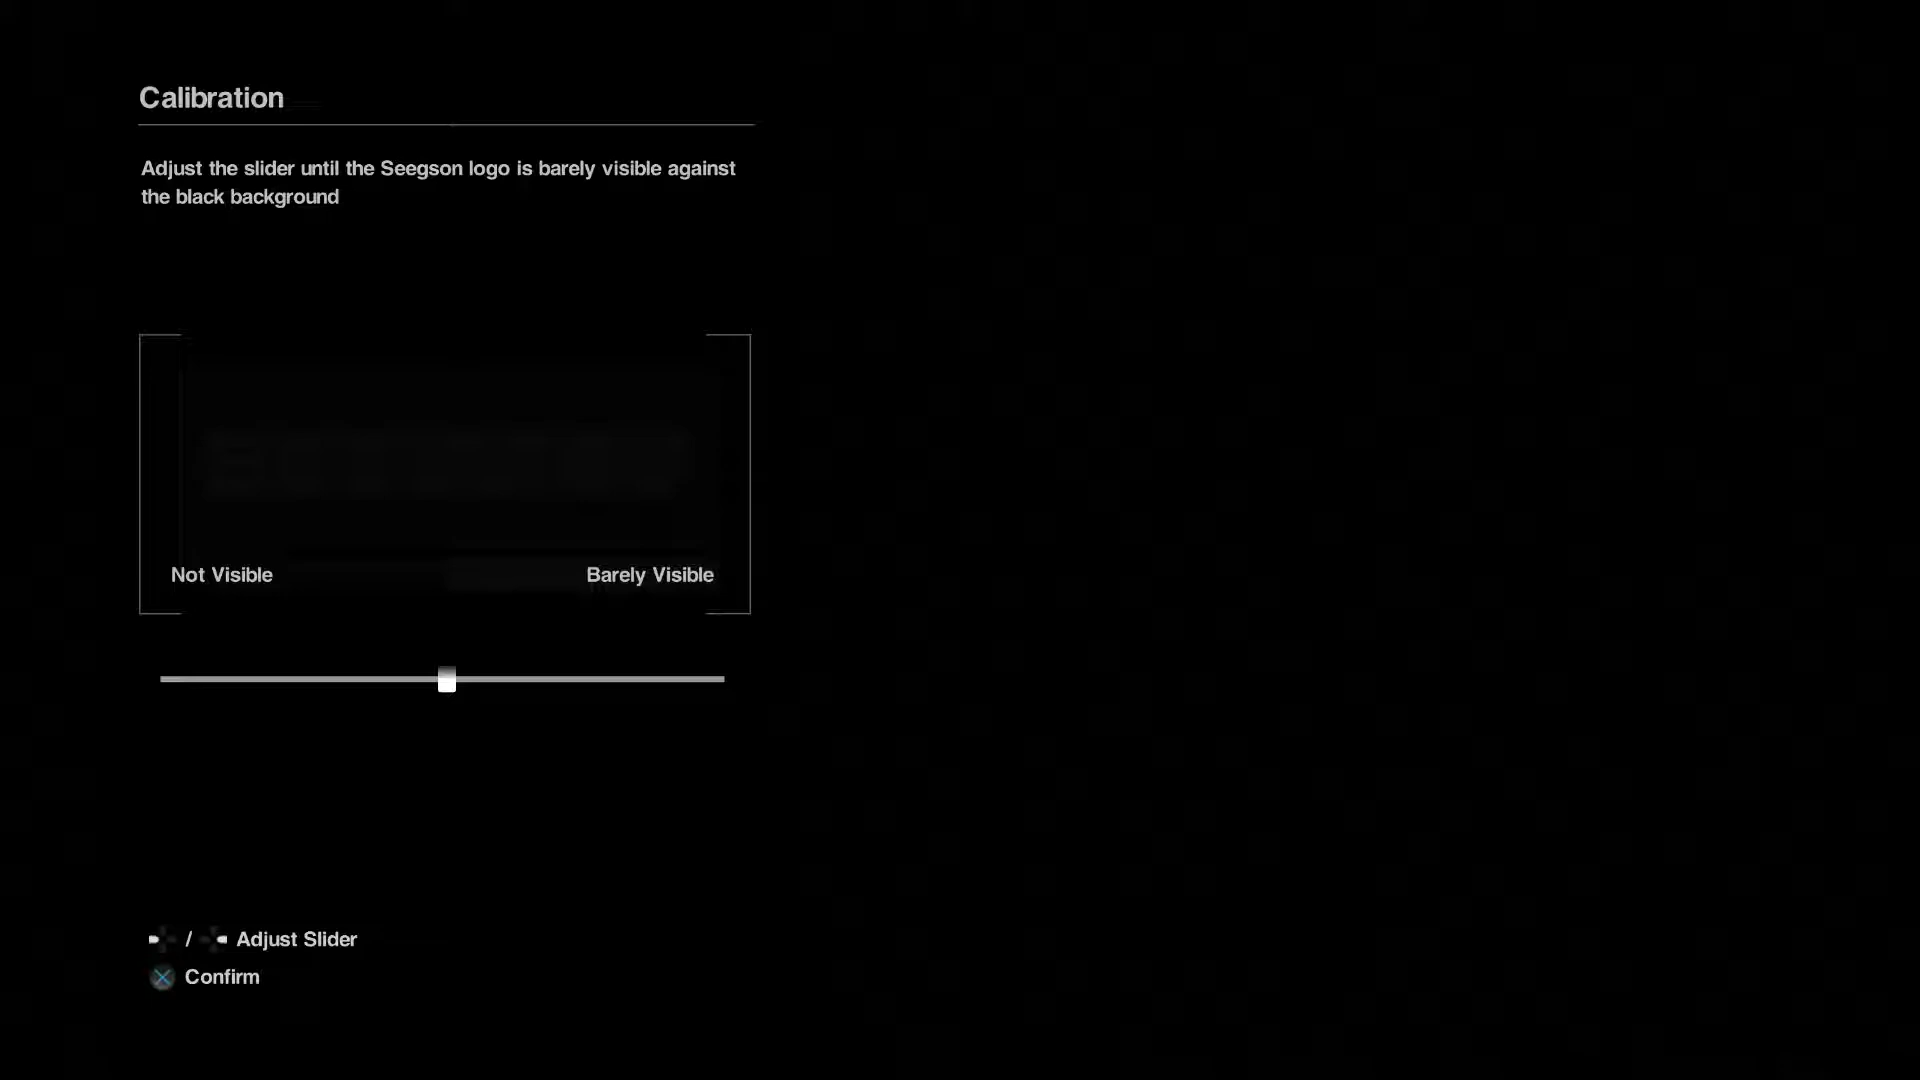 Calibration
Adjust the slider until the Seegson logo is barely visible against
the black background
Not Visible
Barely Visible
/ Adjust Slider
Confirm